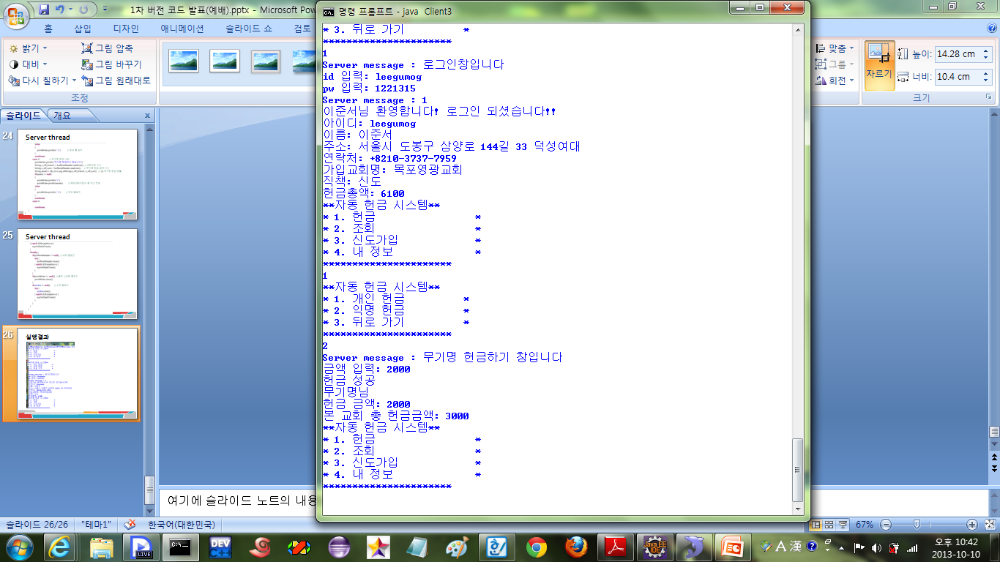 1차 버전 코드 발표(예배).pptx - Microsoft Pow
명령 프롬프트 - java Client3
홈 삽입 디자인 애니메이션 슬라이드 쇼 검토
밝기
대비
다시 칠하기
그림 압축
그림 바꾸기
그림 원래대로
조정
맞춤
그룹
회전
자르기
높이: 14.28 cm
너비: 10.4 cm
크기
슬라이드 개요
24
Server thread
25
Server thread
26
실행결과
* 3. 뒤로 가기 *
**********************
1
Server message : 로그인창입니다
id 입력: leegumog
pw 입력: 1221315
Server message : 1
이준서님 환영합니다! 로그인 되셨습니다!!
아이디: leegumog
이름: 이준서
주소: 서울시 도봉구 삼양로 144길 33 덕성여대
연락처: +8210-3737-7959
가입교회명: 목포영광교회
직책: 신도
헌금총액: 6100
**자동 헌금 시스템**
* 1. 헌금 *
* 2. 조회 *
* 3. 신도가입 *
* 4. 내 정보 *
**********************
1
**자동 헌금 시스템**
* 1. 개인 헌금 *
* 2. 익명 헌금 *
* 3. 뒤로 가기 *
**********************
2
Server message : 무기명 헌금하기 창입니다
금액 입력: 2000
헌금 성공
무기명님
헌금 금액: 2000
본 교회 총 헌금금액: 3000
**자동 헌금 시스템**
* 1. 헌금 *
* 2. 조회 *
* 3. 신도가입 *
* 4. 내 정보 *
**********************
여기에 슬라이드 노트의 내용
슬라이드 26/26 "테마1" 한국어(대한민국) 67%
LIVE
DEV C++
Java EE IDE
A 漢
오후 10:42
2013-10-10